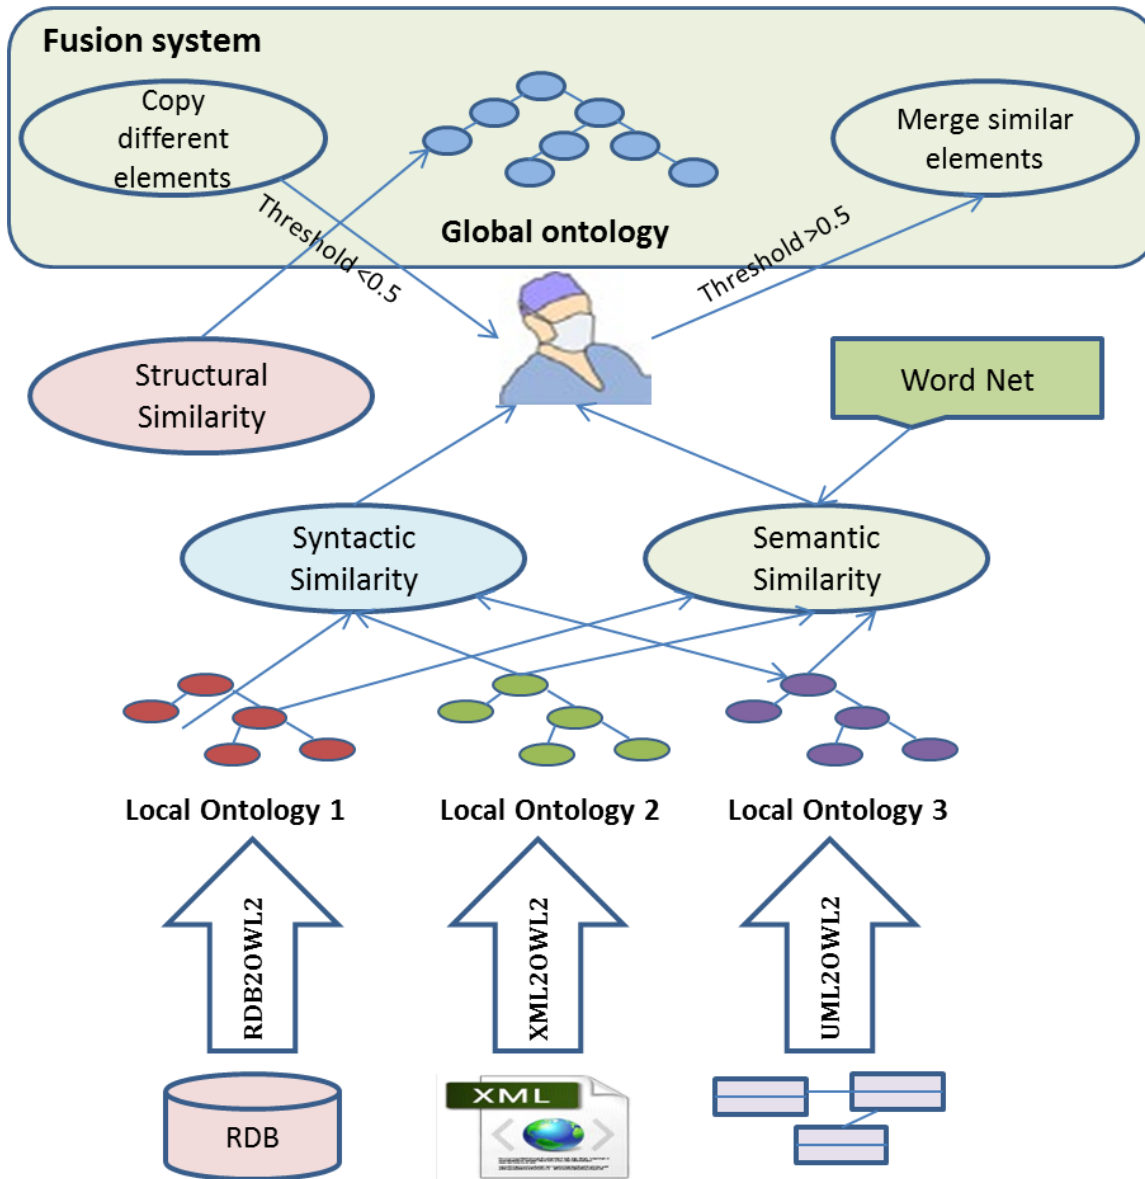 Fusion system
Copy
different
elements
Merge similar
elements
Global ontology
Threshold <0.5
Threshold >0.5
Structural
Similarity
Word Net
Syntactic
Similarity
Semantic
Similarity
Local Ontology 1
Local Ontology 2
Local Ontology 3
RDB2OWL2
XML2OWL2
UML2OWL2
RDB
XML